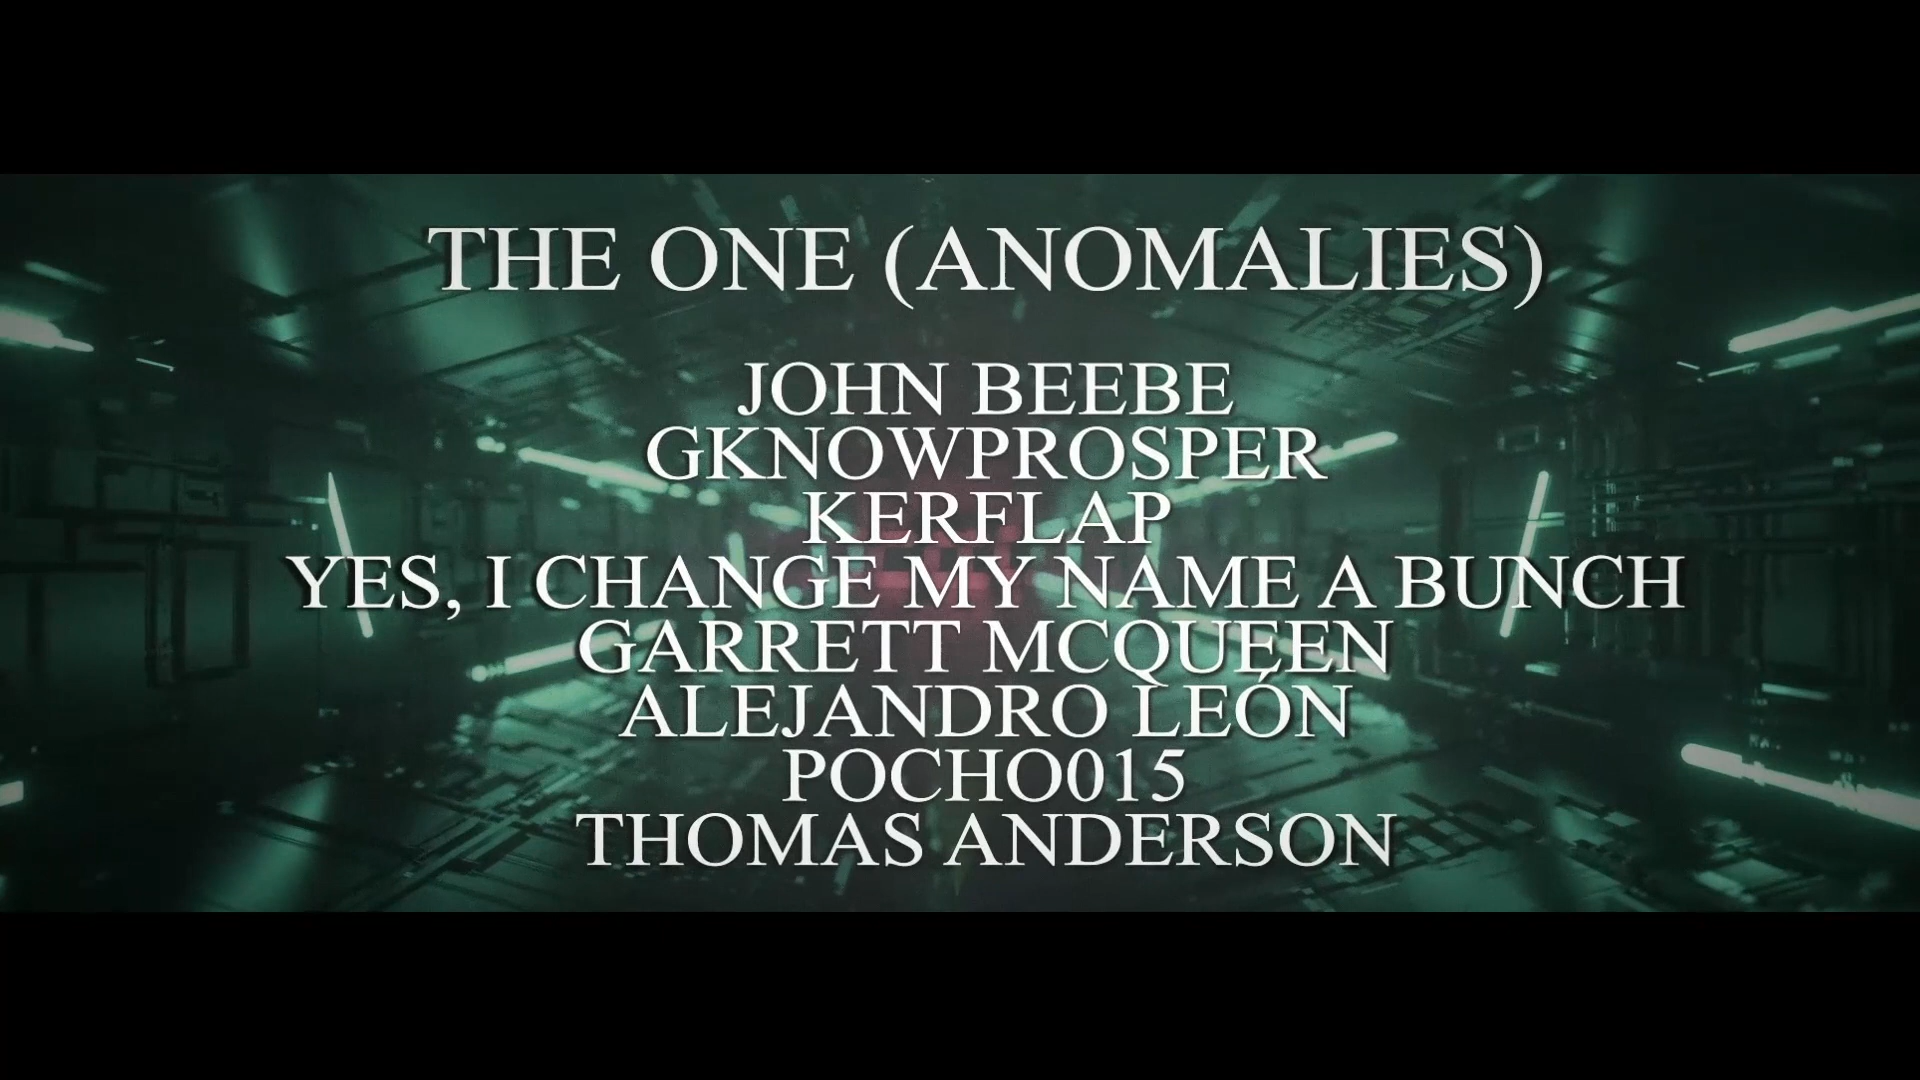 THE ONE (ANOMALIES)
JOHN BEEBE
GKNOWPROSPER
KERFLAP
YES, I CHANGE MY NAME A BUNCH
GARRETT MCQUEEN
ALEJANDRO LEÓN
POCHO015
THOMAS ANDERSON